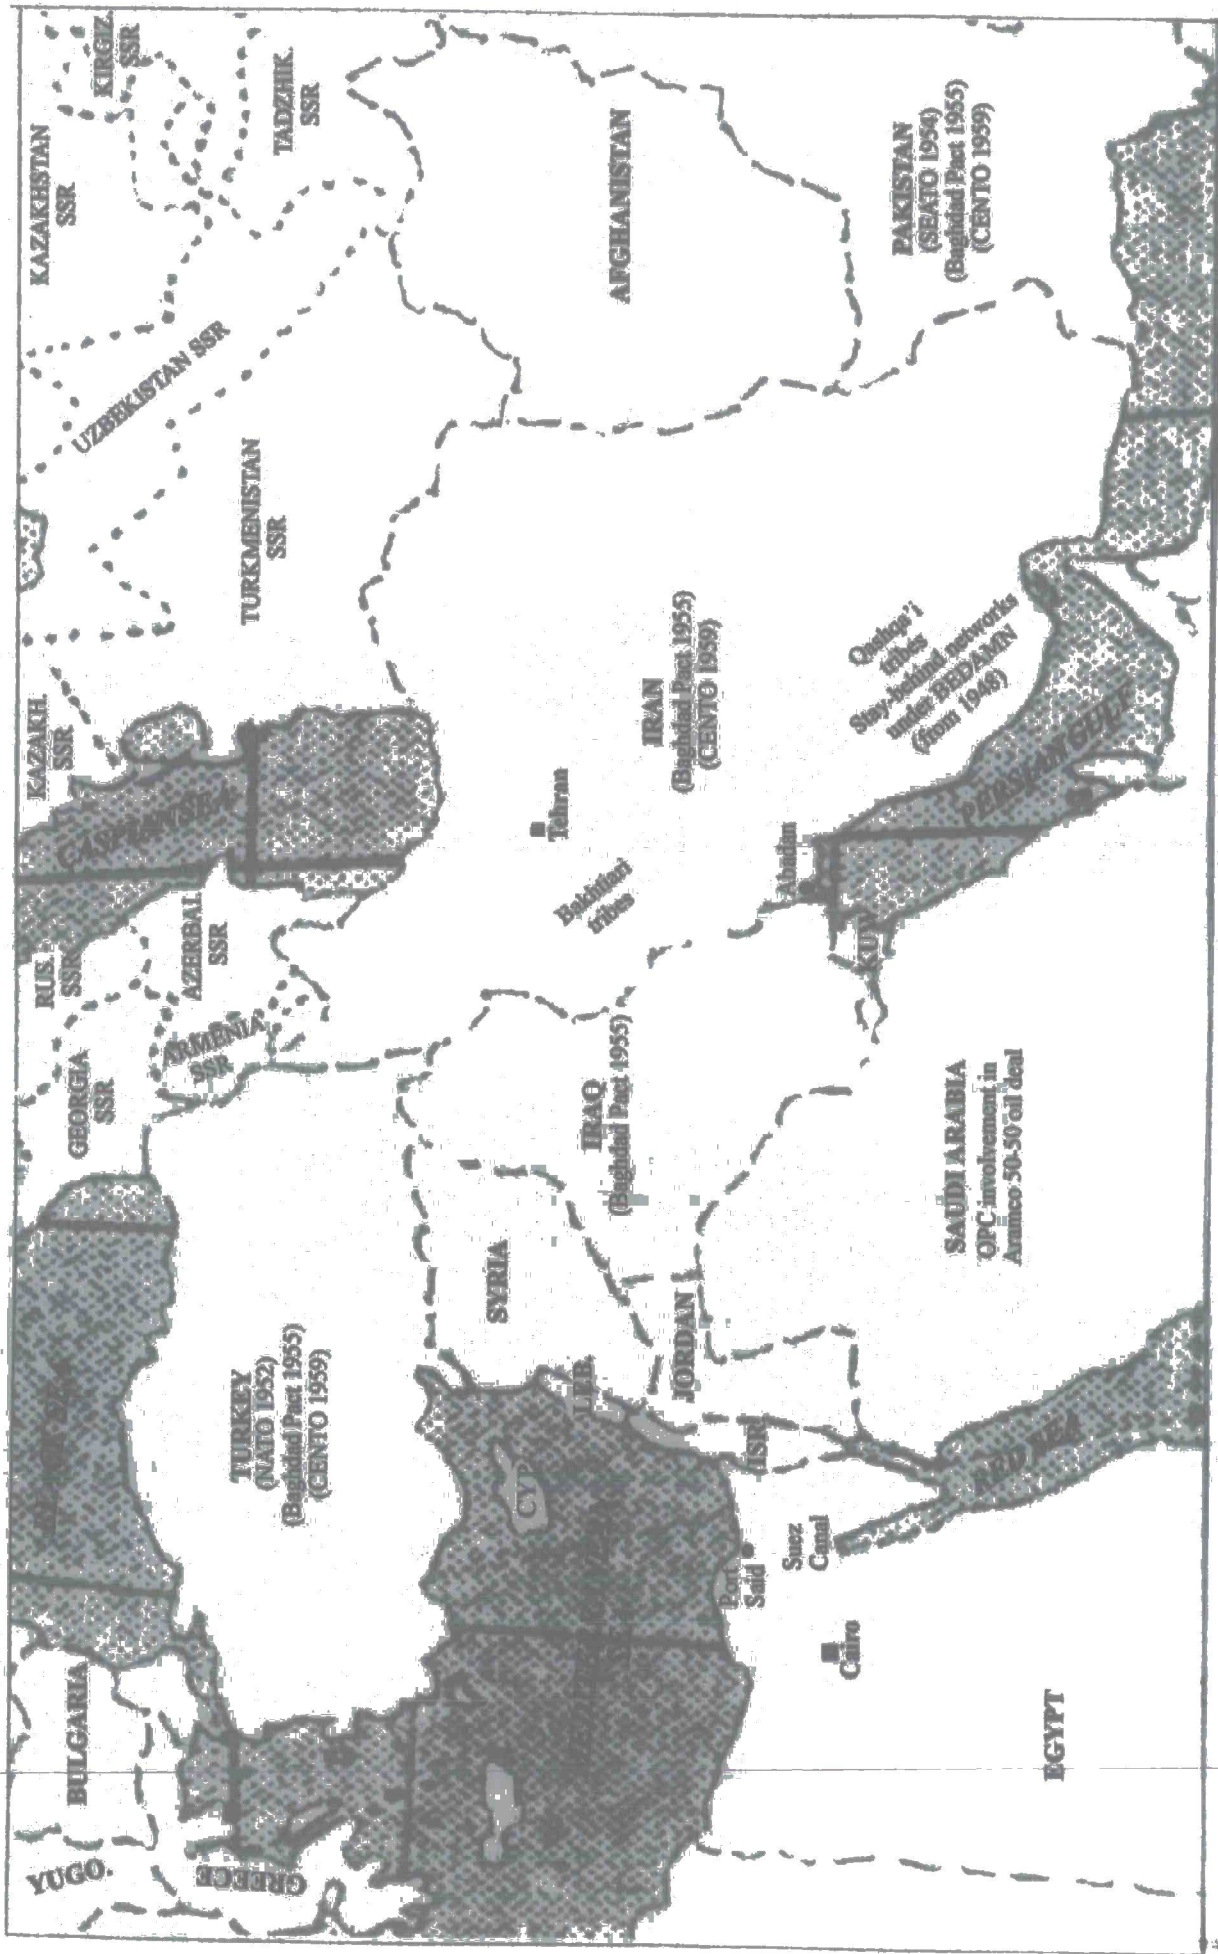 YUGO.
BULGARIA
GREECE
TURKEY
(NATO 1952)
(Baghdad Pact 1955)
(CENTO 1959)
CYP
GEORGIA
SSR
RUS.
SSR
ARMENIA
SSR
AZERBAI.
SSR
CASPIAN SEA
KAZAKH.
SSR
KAZAKHSTAN
SSR
UZBEKISTAN SSR
TURKMENISTAN
SSR
KIRGIZ.
SSR
TADZHIK.
SSR
SYRIA
LEB.
ISR
JORDAN
IRAQ
(Baghdad Pact 1955)
Tehran
Bakhtiari
tribes
IRAN
(Baghdad Pact 1955)
(CENTO 1959)
AFGHANISTAN
PAKISTAN
(SEATO 1954)
(Baghdad Pact 1955)
(CENTO 1959)
Qashqa'i
tribes
Stay-behind networks
under BEDAMN
(from 1948)
Abadan
KUW
PERSIAN GULF
SAUDI ARABIA
OPC involvement in
Aramco 50-50 oil deal
RED SEA
Port
Said
Suez
Canal
Cairo
EGYPT